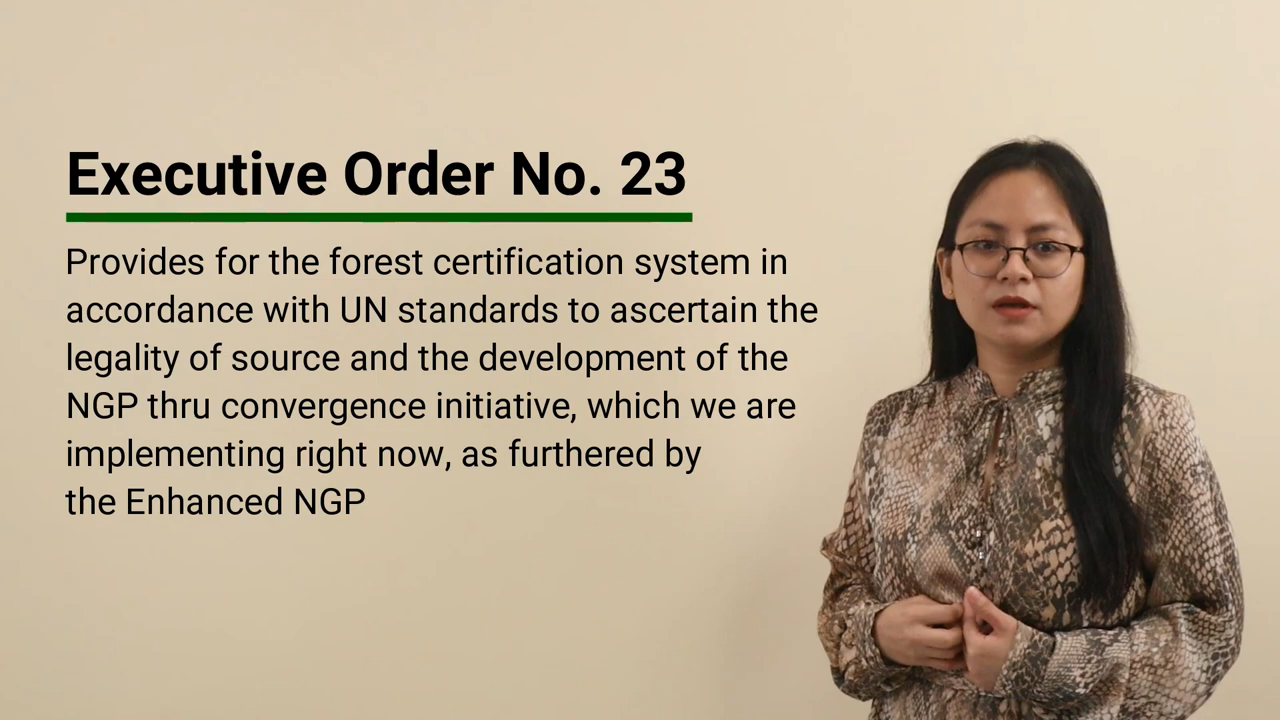 Executive Order No. 23
Provides for the forest certification system in
accordance with UN standards to ascertain the
legality of source and the development of the
NGP thru convergence initiative, which we are
implementing right now, as furthered by
the Enhanced NGP